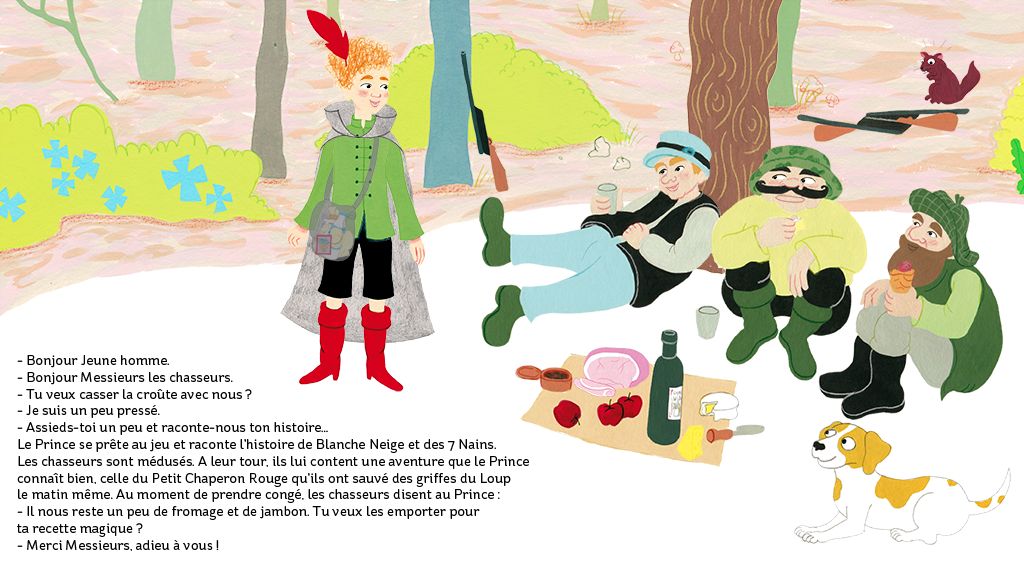 - Bonjour Jeune homme.
- Bonjour Messieurs les chasseurs.
- Tu veux casser la croûte avec nous ?
- Je suis un peu pressé.
- Assieds-toi un peu et raconte-nous ton histoire...
Le Prince se prête au jeu et raconte l'histoire de Blanche Neige et des 7 Nains.
Les chasseurs sont médusés. A leur tour, ils lui content une aventure que le Prince
connaît bien, celle du Petit Chaperon Rouge qu'ils ont sauvé des griffes du Loup
le matin même. Au moment de prendre congé, les chasseurs disent au Prince :
- Il nous reste un peu de fromage et de jambon. Tu veux les emporter pour
ta recette magique ?
- Merci Messieurs, adieu à vous !